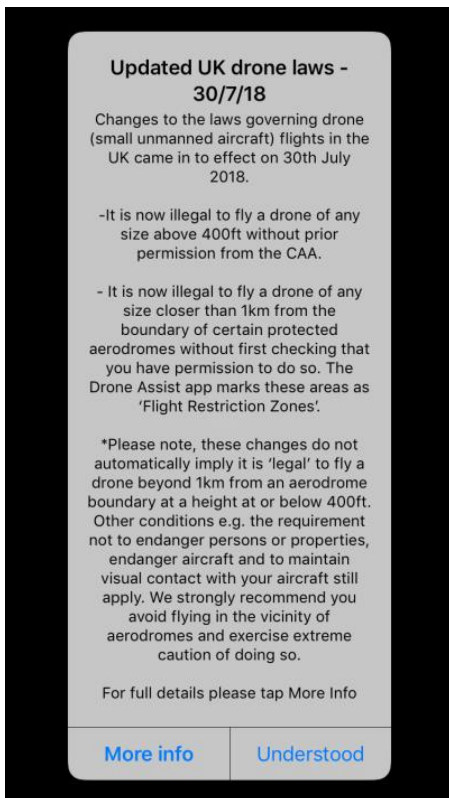 Updated UK drone laws -
30/7/18
Changes to the laws governing drone
(small unmanned aircraft) flights in the
UK came in to effect on 30th July
2018.
-It is now illegal to fly a drone of any
size above 400ft without prior
permission from the CAA.
- It is now illegal to fly a drone of any
size closer than 1km from the
boundary of certain protected
aerodromes without first checking that
you have permission to do so. The
Drone Assist app marks these areas as
'Flight Restriction Zones'.
*Please note, these changes do not
automatically imply it is 'legal' to fly a
drone beyond 1km from an aerodrome
boundary at a height at or below 400ft.
Other conditions e.g. the requirement
not to endanger persons or properties,
endanger aircraft and to maintain
visual contact with your aircraft still
apply. We strongly recommend you
avoid flying in the vicinity of
aerodromes and exercise extreme
caution of doing so.
For full details please tap More Info
More info
Understood